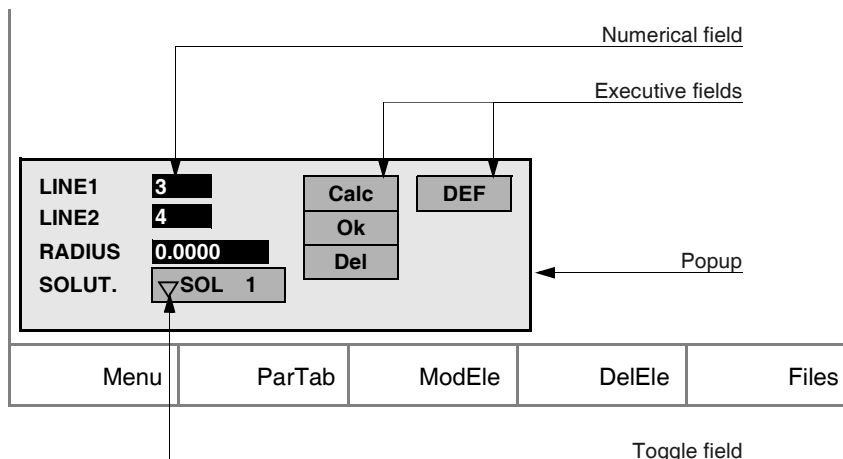 Numerical field
Executive fields
LINE1 3 Calc DEF
LINE2 4 Ok
RADIUS 0.0000 Del
SOLUT. SOL 1
Popup
Menu ParTab ModEle DelEle Files
Toggle field